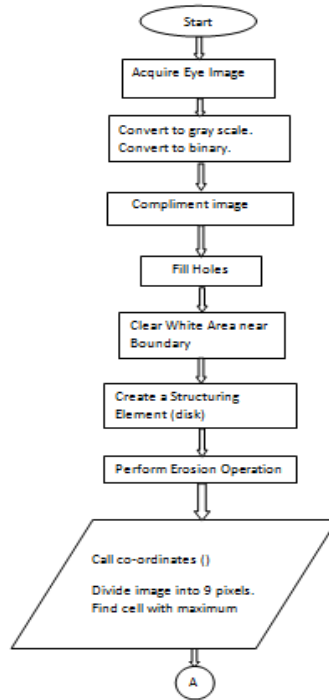 Start
Acquire Eye Image
Convert to gray scale.
Convert to binary.
Compliment image
Fill Holes
Clear White Area near
Boundary
Create a Structuring
Element (disk)
Perform Erosion Operation
Call co-ordinates ()
Divide image into 9 pixels.
Find cell with maximum
A